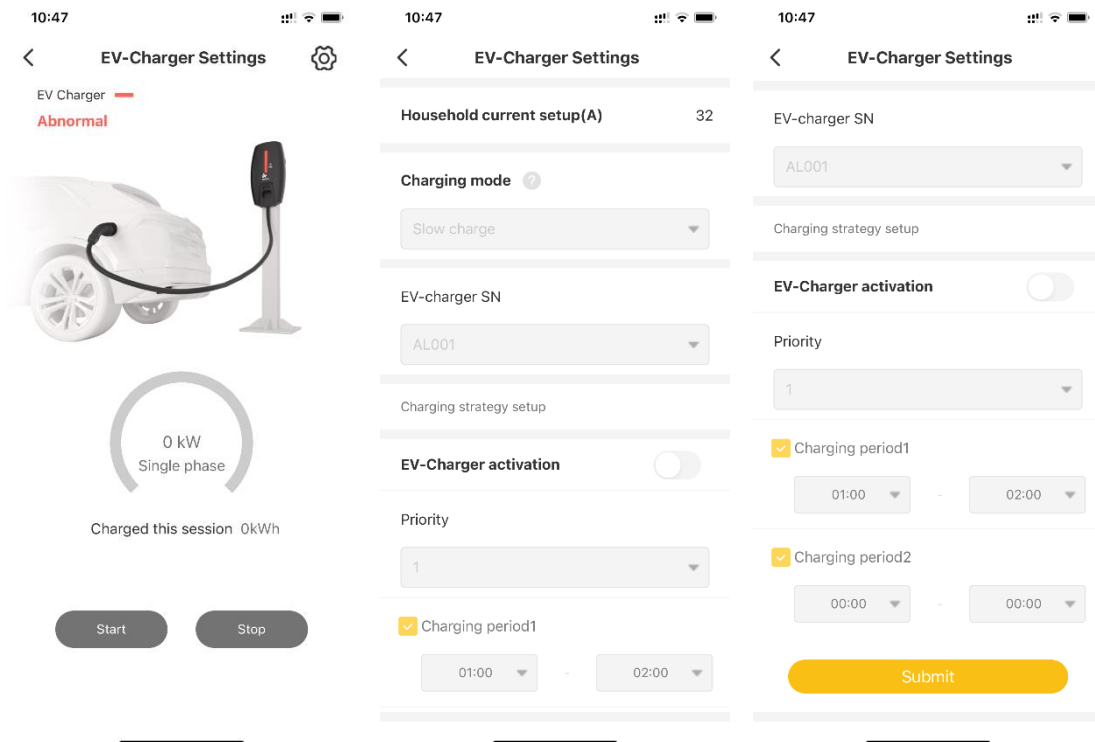 10:47
EV-Charger Settings
EV Charger
Abnormal
0 kW
Single phase
Charged this session 0kWh
Start Stop
10:47
EV-Charger Settings
Household current setup(A) 32
Charging mode ?
Slow charge
EV-charger SN
AL001
Charging strategy setup
EV-Charger activation
Priority
1
Charging period1
01:00 - 02:00
10:47
EV-Charger Settings
EV-charger SN
AL001
Charging strategy setup
EV-Charger activation
Priority
1
Charging period1
01:00 - 02:00
Charging period2
00:00 - 00:00
Submit